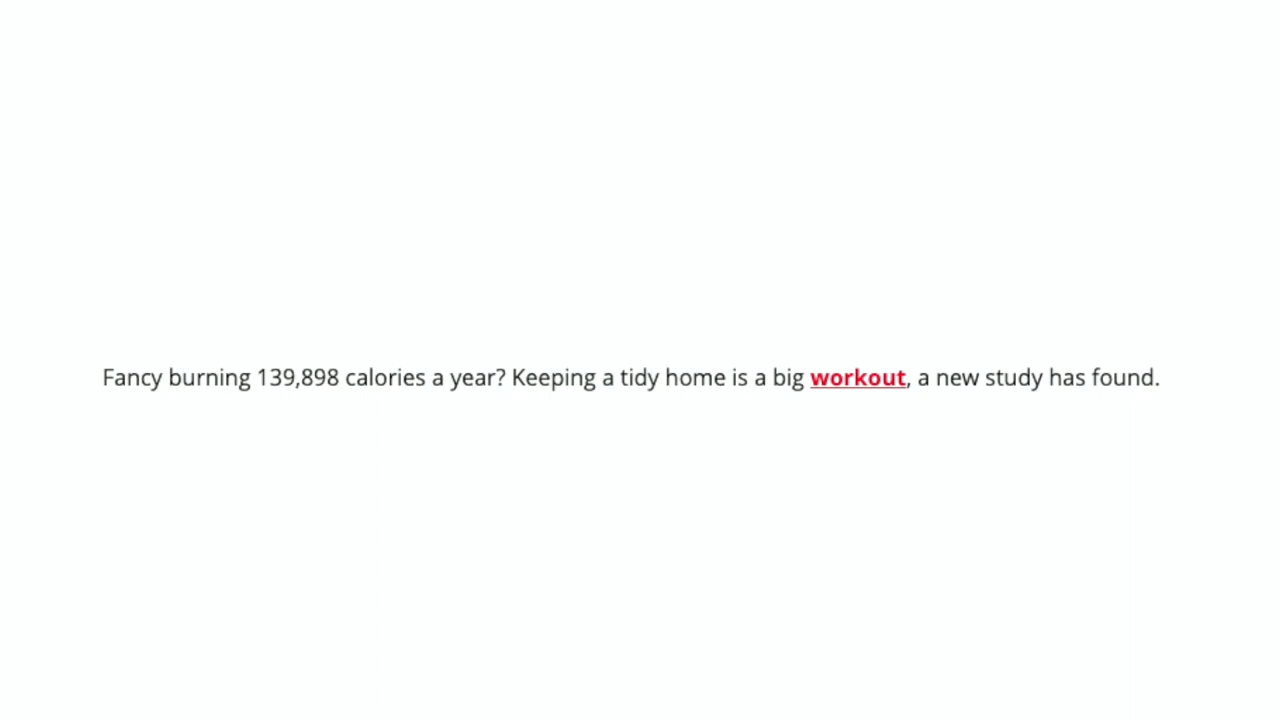 Fancy burning 139,898 calories a year? Keeping a tidy home is a big workout, a new study has found.